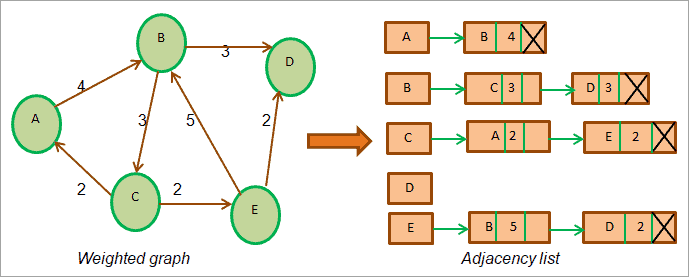 B
3
D
4
A
3
5
2
2
C
2
E
Weighted graph
A B 4
B C 3 D 3
C A 2 E 2
D
E B 5 D 2
Adjacency list